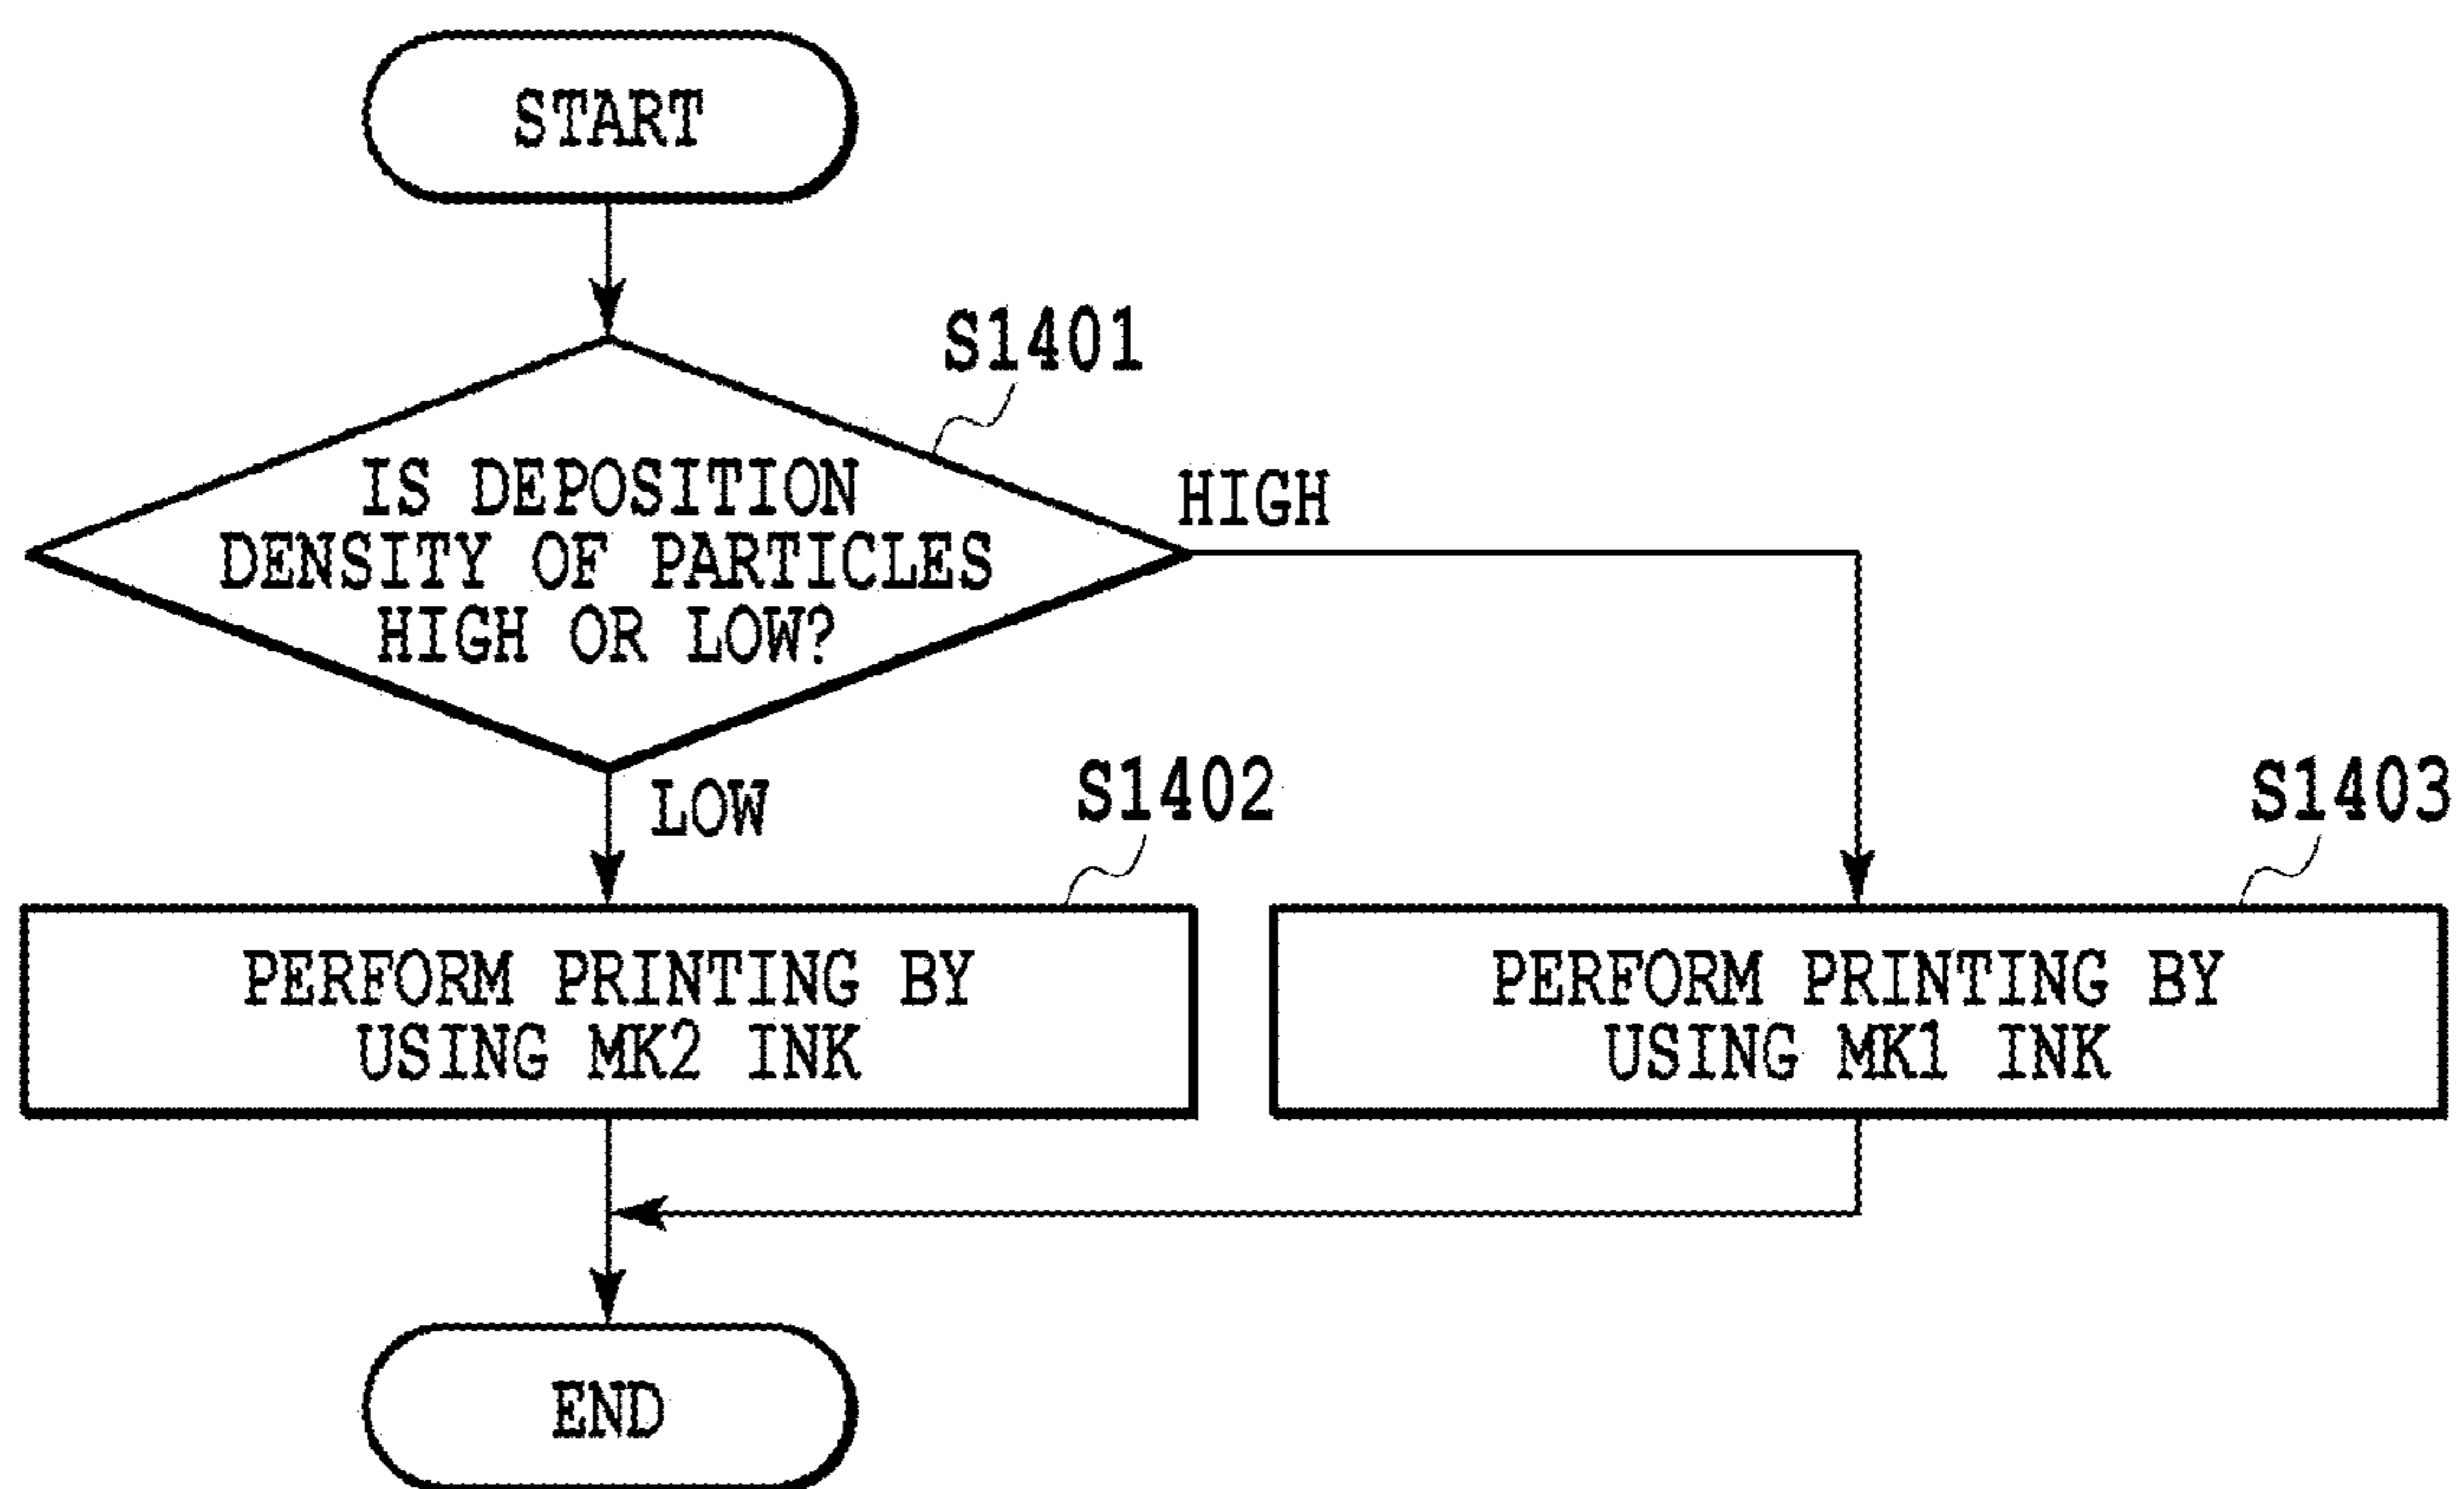 START
S1401
IS DEPOSITION
DENSITY OF PARTICLES
HIGH OR LOW?
HIGH
LOW
S1402
S1403
PERFORM PRINTING BY
USING MK2 INK
PERFORM PRINTING BY
USING MK1 INK
END